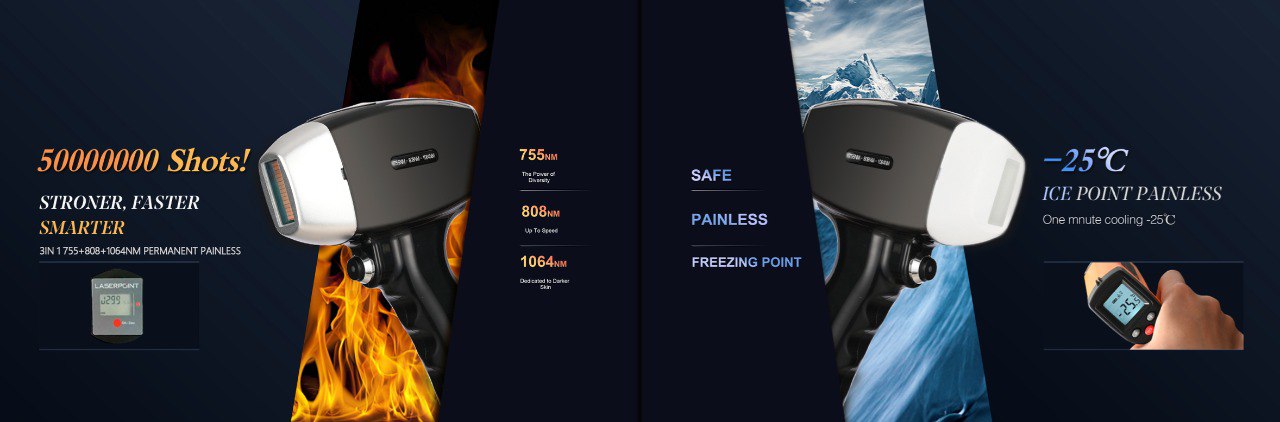 50000000 Shots!
STRONER, FASTER
SMARTER
3IN 1 755+808+1064NM PERMANENT PAINLESS
LASERPOINT
755NM
The Power of
Diversity
808NM
Up To Speed
1064NM
Dedicated to Darker
Skin
SAFE
PAINLESS
FREEZING POINT
-25℃
ICE POINT PAINLESS
One mnute cooling -25℃